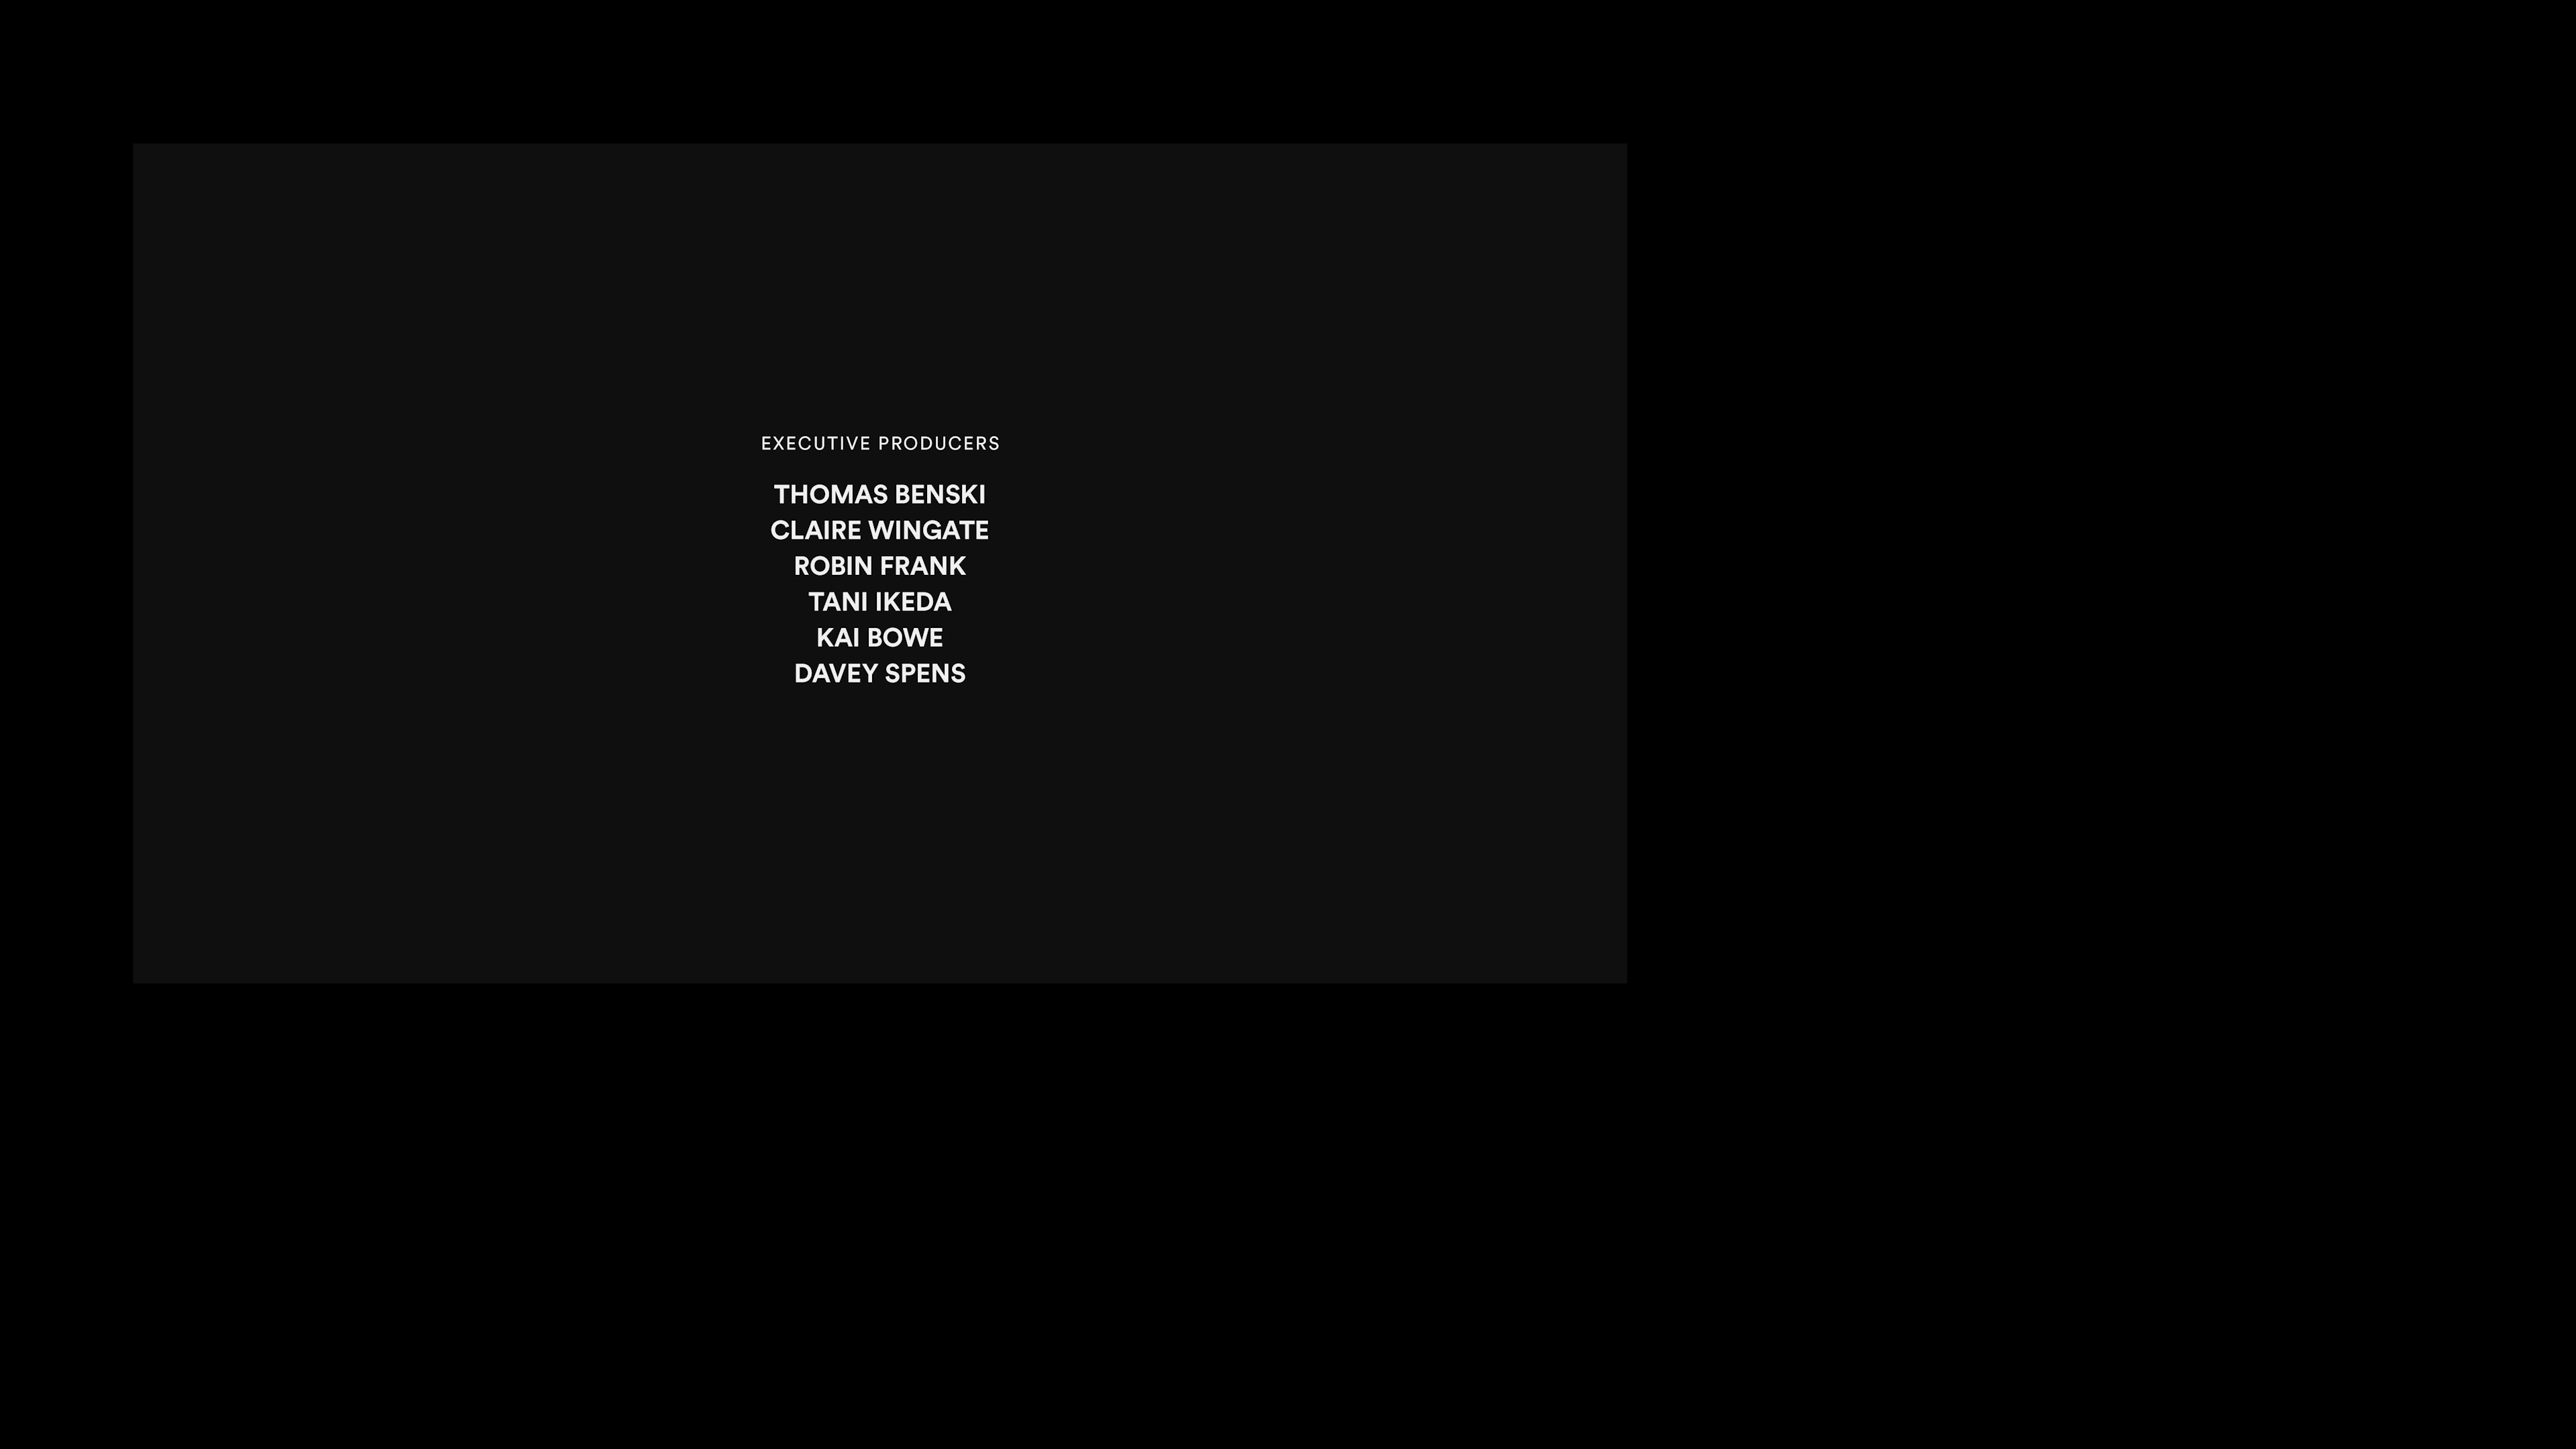 EXECUTIVE PRODUCERS
THOMAS BENSKI
CLAIRE WINGATE
ROBIN FRANK
TANI IKEDA
KAI BOWE
DAVEY SPENS